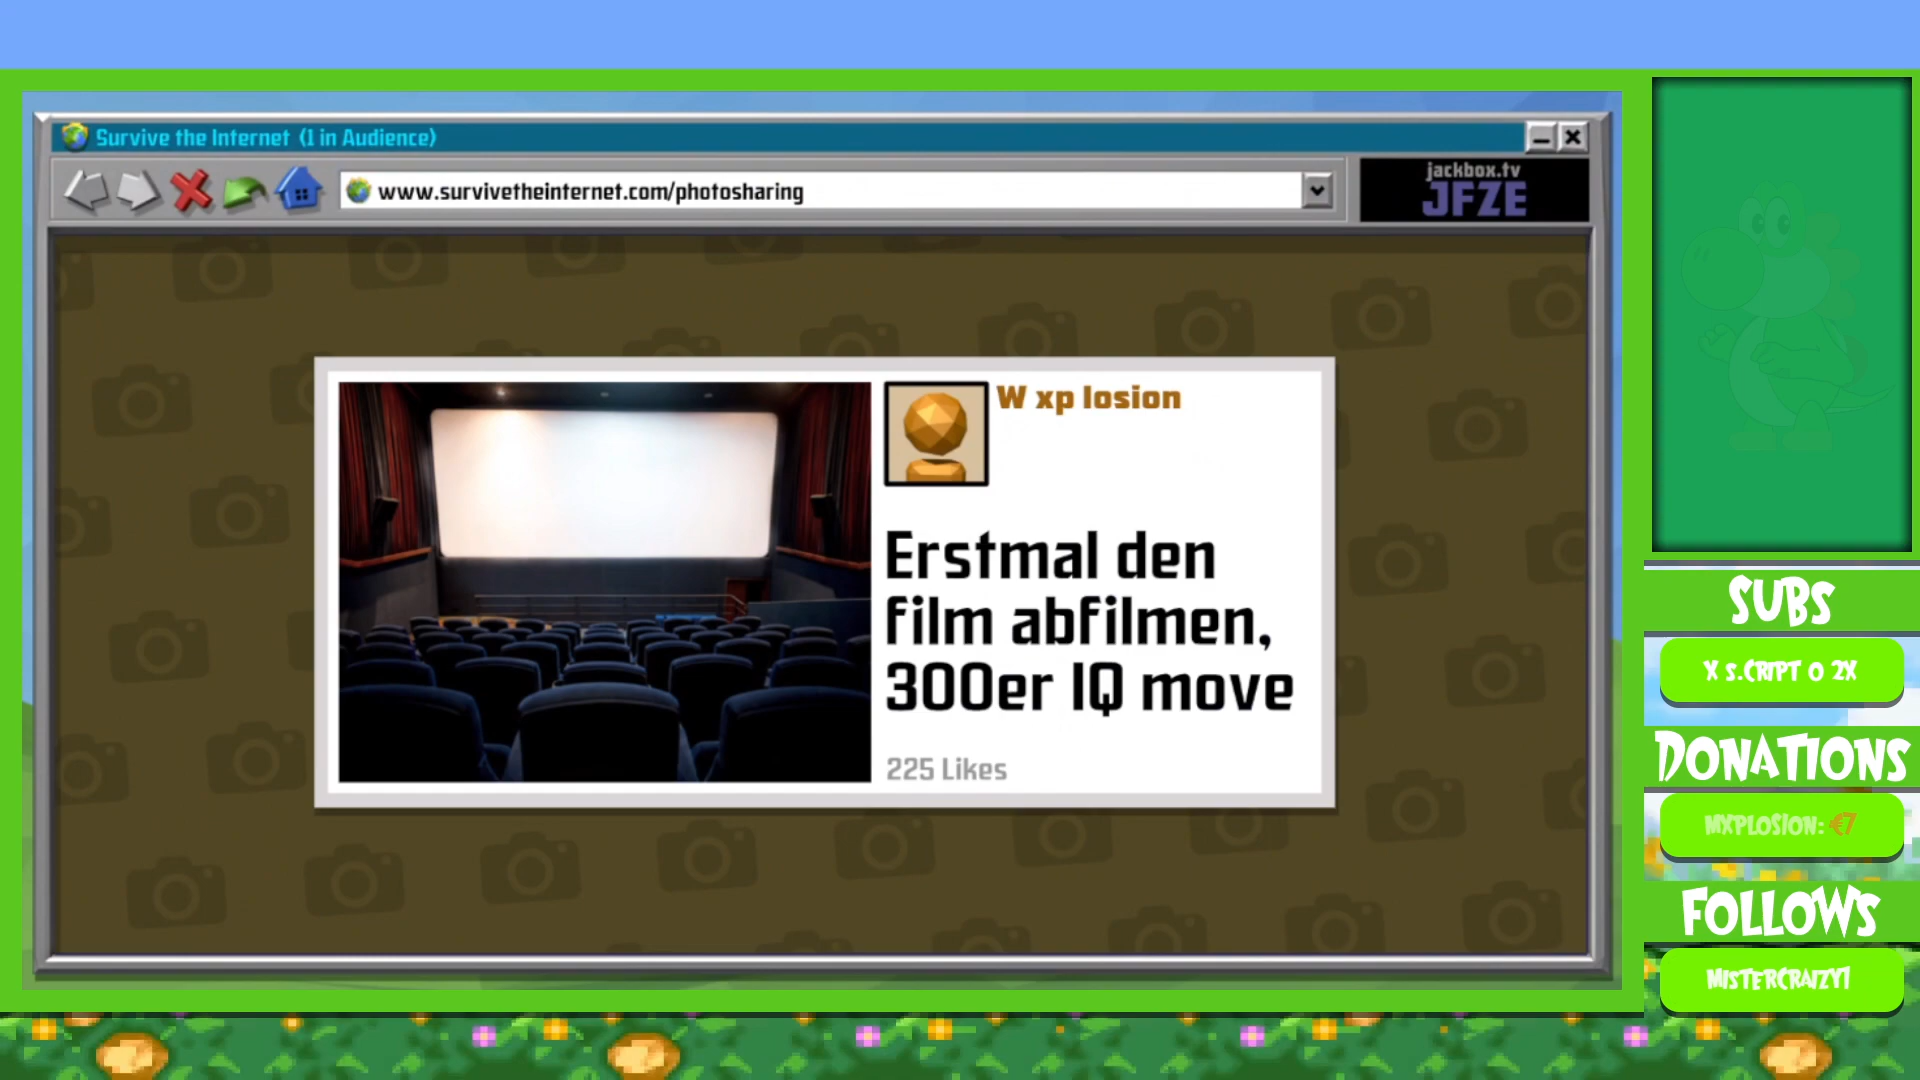 Survive the Internet (1 in Audience)
www.survivetheinternet.com/photosharing
jackbox.tv
JFZE
W xp losion
Erstmal den
film abfilmen,
300er IQ move
225 Likes
SUBS
X S.CRIPT O 2X
DONATIONS
MXPLOSION: €7
FOLLOWS
MISTERCRAIZY1